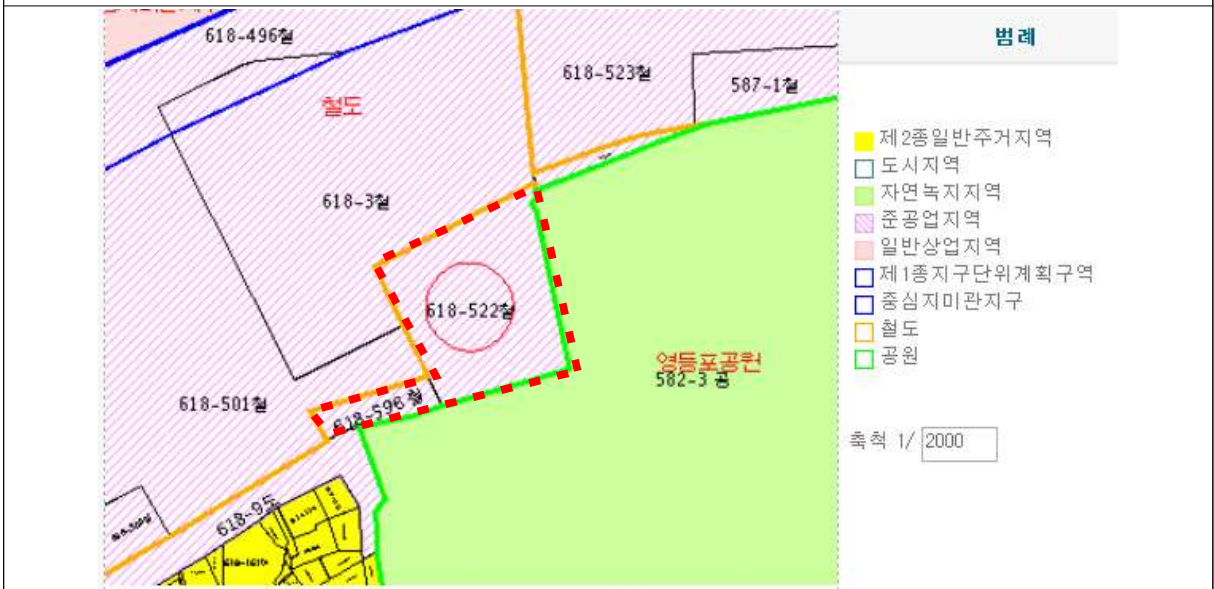 618-496철
618-523철
587-1철
철도
618-3철
618-522철
영등포공원
582-3 공
618-501철
618-596 철
618-9도
범례
제2종일반주거지역
도시지역
자연녹지지역
준공업지역
일반상업지역
제1종지구단위계획구역
중심지미관지구
철도
공원
축척 1/ 2000